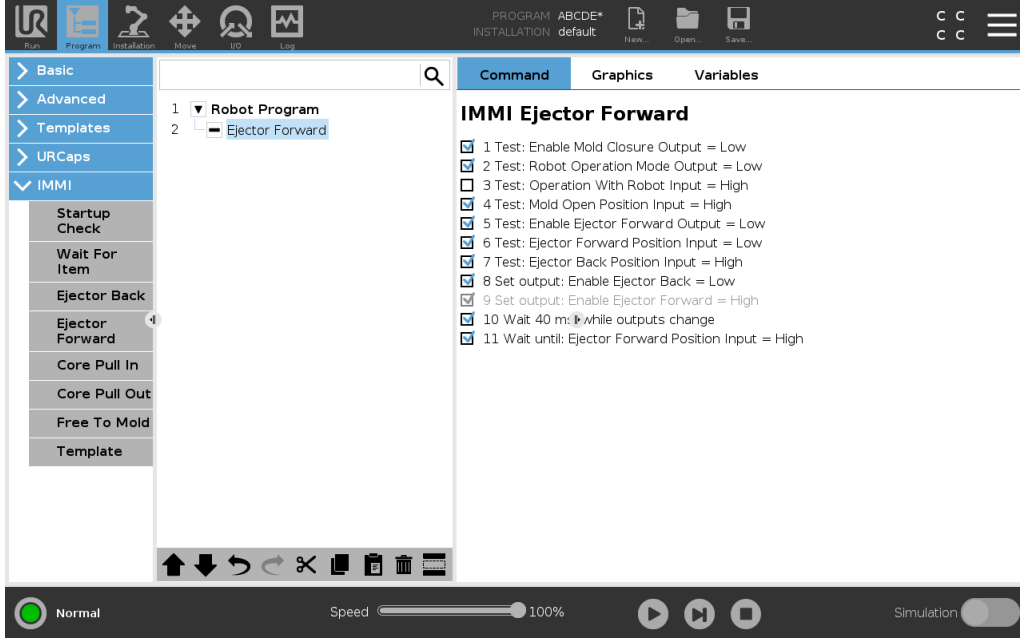 PROGRAM ABCDE*
INSTALLATION default
C C
C C
Run
Program
Installation
Move
I/O
Log
New...
Open...
Save...
Basic
Advanced
Templates
URCaps
IMMI
Startup
Check
Wait For
Item
Ejector Back
Ejector
Forward
Core Pull In
Core Pull Out
Free To Mold
Template
1 Robot Program
2 Ejector Forward
Command Graphics Variables
IMMI Ejector Forward
1 Test: Enable Mold Closure Output = Low
2 Test: Robot Operation Mode Output = Low
3 Test: Operation With Robot Input = High
4 Test: Mold Open Position Input = High
5 Test: Enable Ejector Forward Output = Low
6 Test: Ejector Forward Position Input = Low
7 Test: Ejector Back Position Input = High
8 Set output: Enable Ejector Back = Low
9 Set output: Enable Ejector Forward = High
10 Wait 40 ms while outputs change
11 Wait until: Ejector Forward Position Input = High
Normal
Speed 100%
Simulation